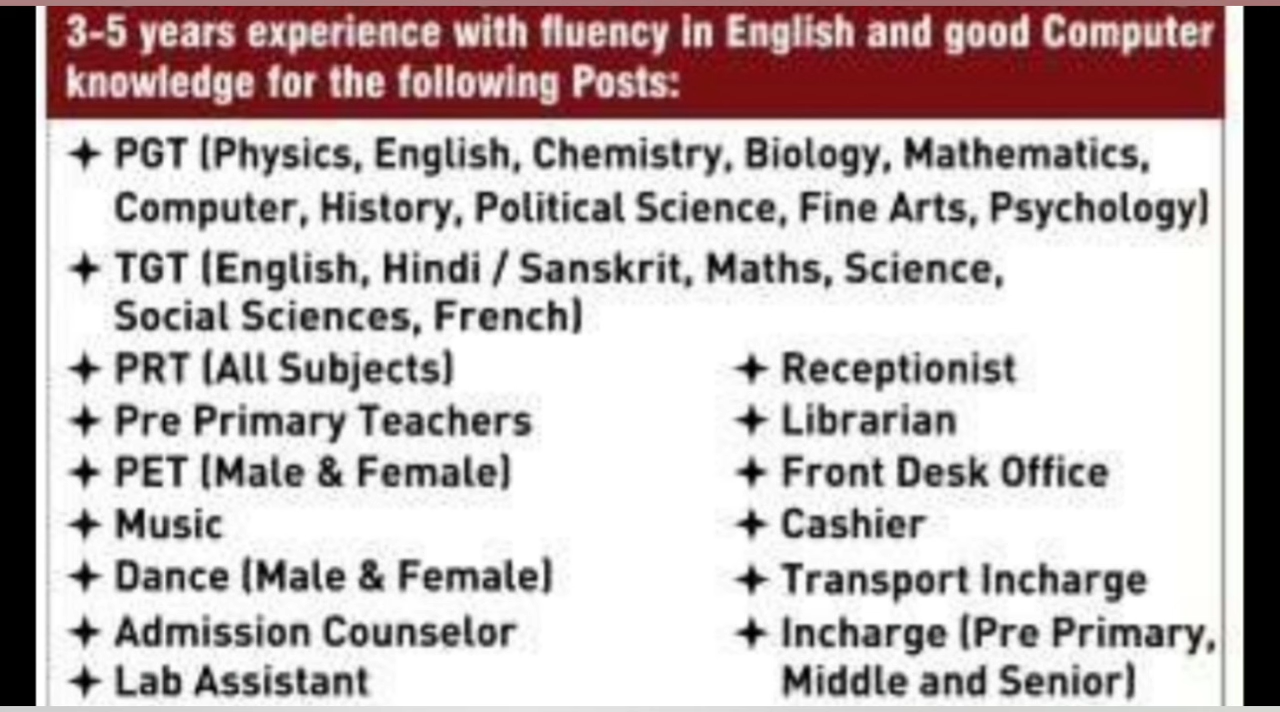 3-5 years experience with fluency in English and good Computer
knowledge for the following Posts:
✦ PGT (Physics, English, Chemistry, Biology, Mathematics,
Computer, History, Political Science, Fine Arts, Psychology)
✦ TGT (English, Hindi / Sanskrit, Maths, Science,
Social Sciences, French)
✦ PRT (All Subjects)
✦ Pre Primary Teachers
✦ PET (Male & Female)
✦ Music
✦ Dance (Male & Female)
✦ Admission Counselor
✦ Lab Assistant
✦ Receptionist
✦ Librarian
✦ Front Desk Office
✦ Cashier
✦ Transport Incharge
✦ Incharge (Pre Primary,
Middle and Senior)